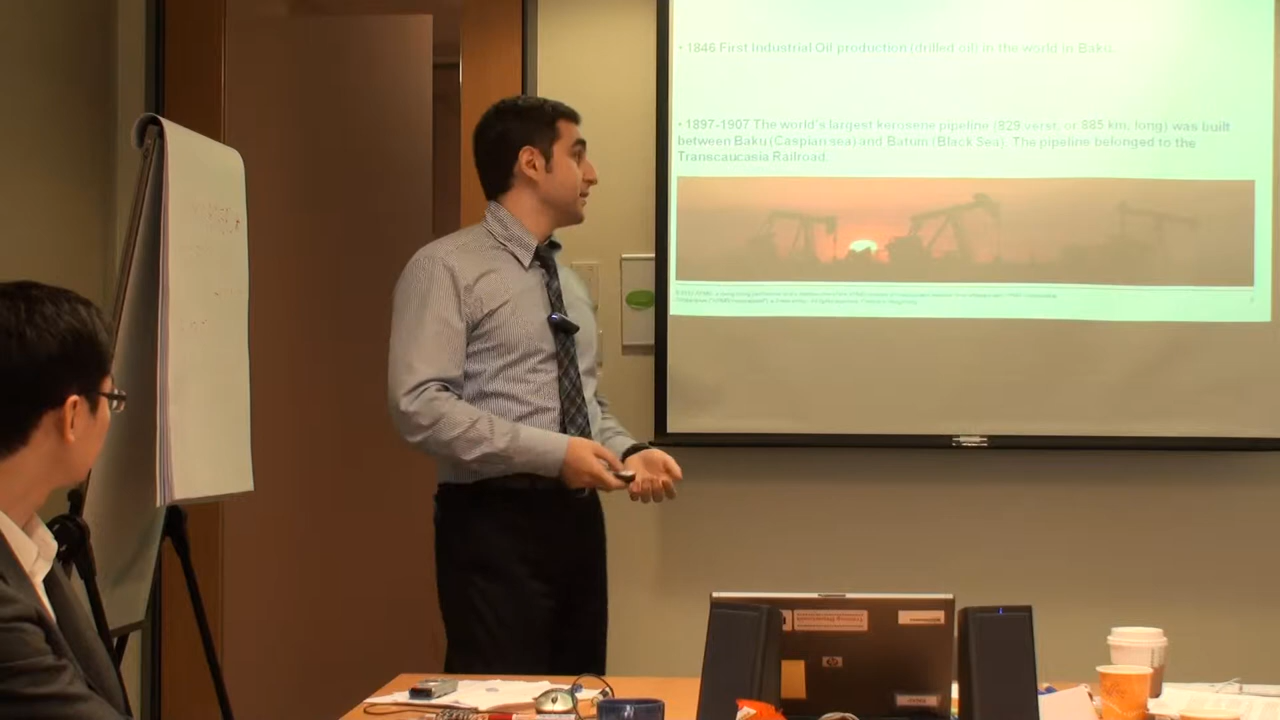 • 1846 First Industrial Oil production (drilled oil) in the world in Baku.
• 1897-1907 The world's largest kerosene pipeline (829 verst, or 885 km, long) was built
between Baku (Caspian sea) and Batum (Black Sea). The pipeline belonged to the
Transcaucasia Railroad.
hp